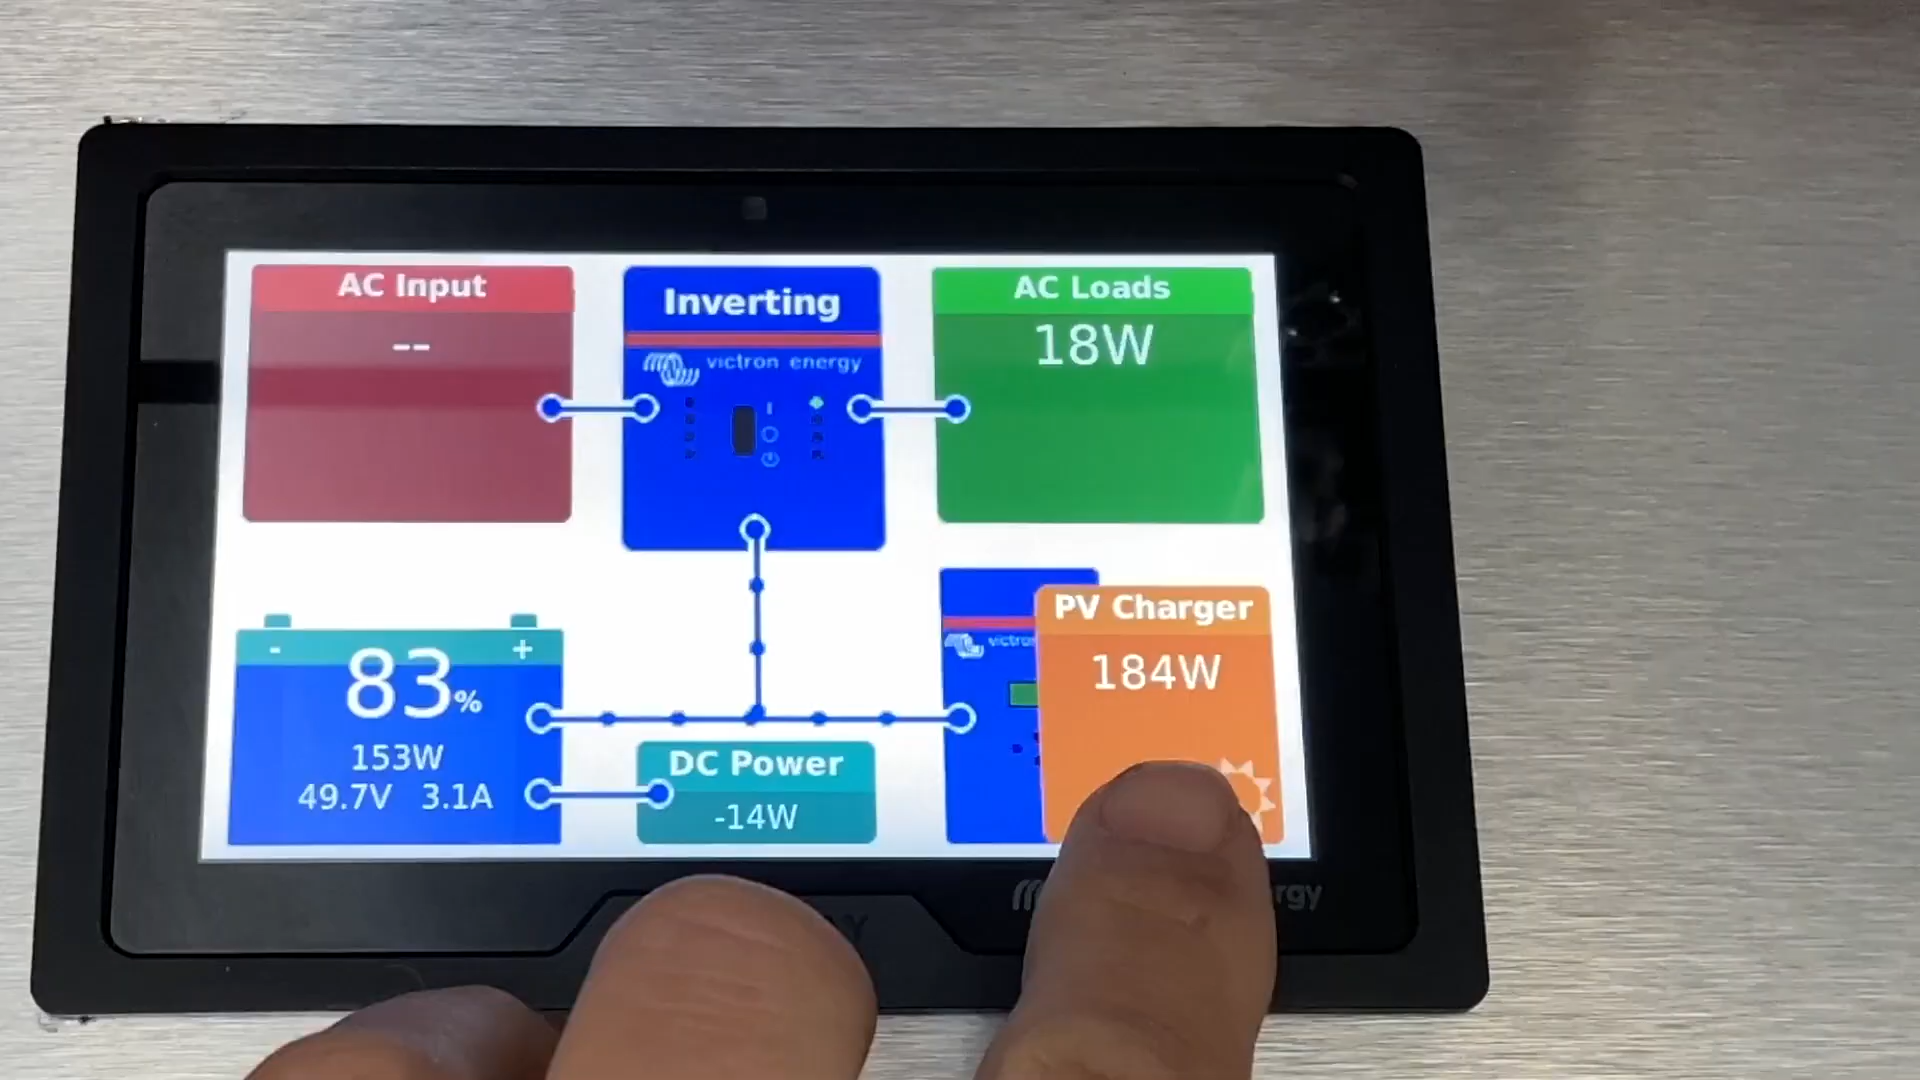 AC Input
--
Inverting
victron energy
AC Loads
18W
- +
83%
153W
49.7V 3.1A
DC Power
-14W
victron
PV Charger
184W